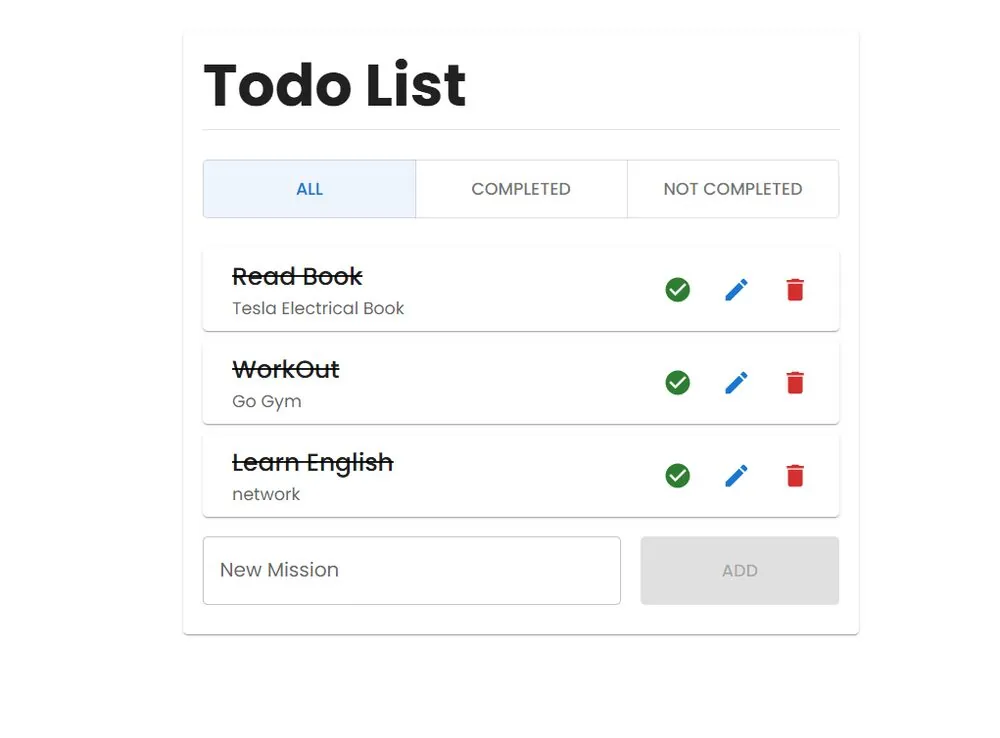 Todo List
ALL
COMPLETED
NOT COMPLETED
Read Book
Tesla Electrical Book
WorkOut
Go Gym
Learn English
network
New Mission
ADD